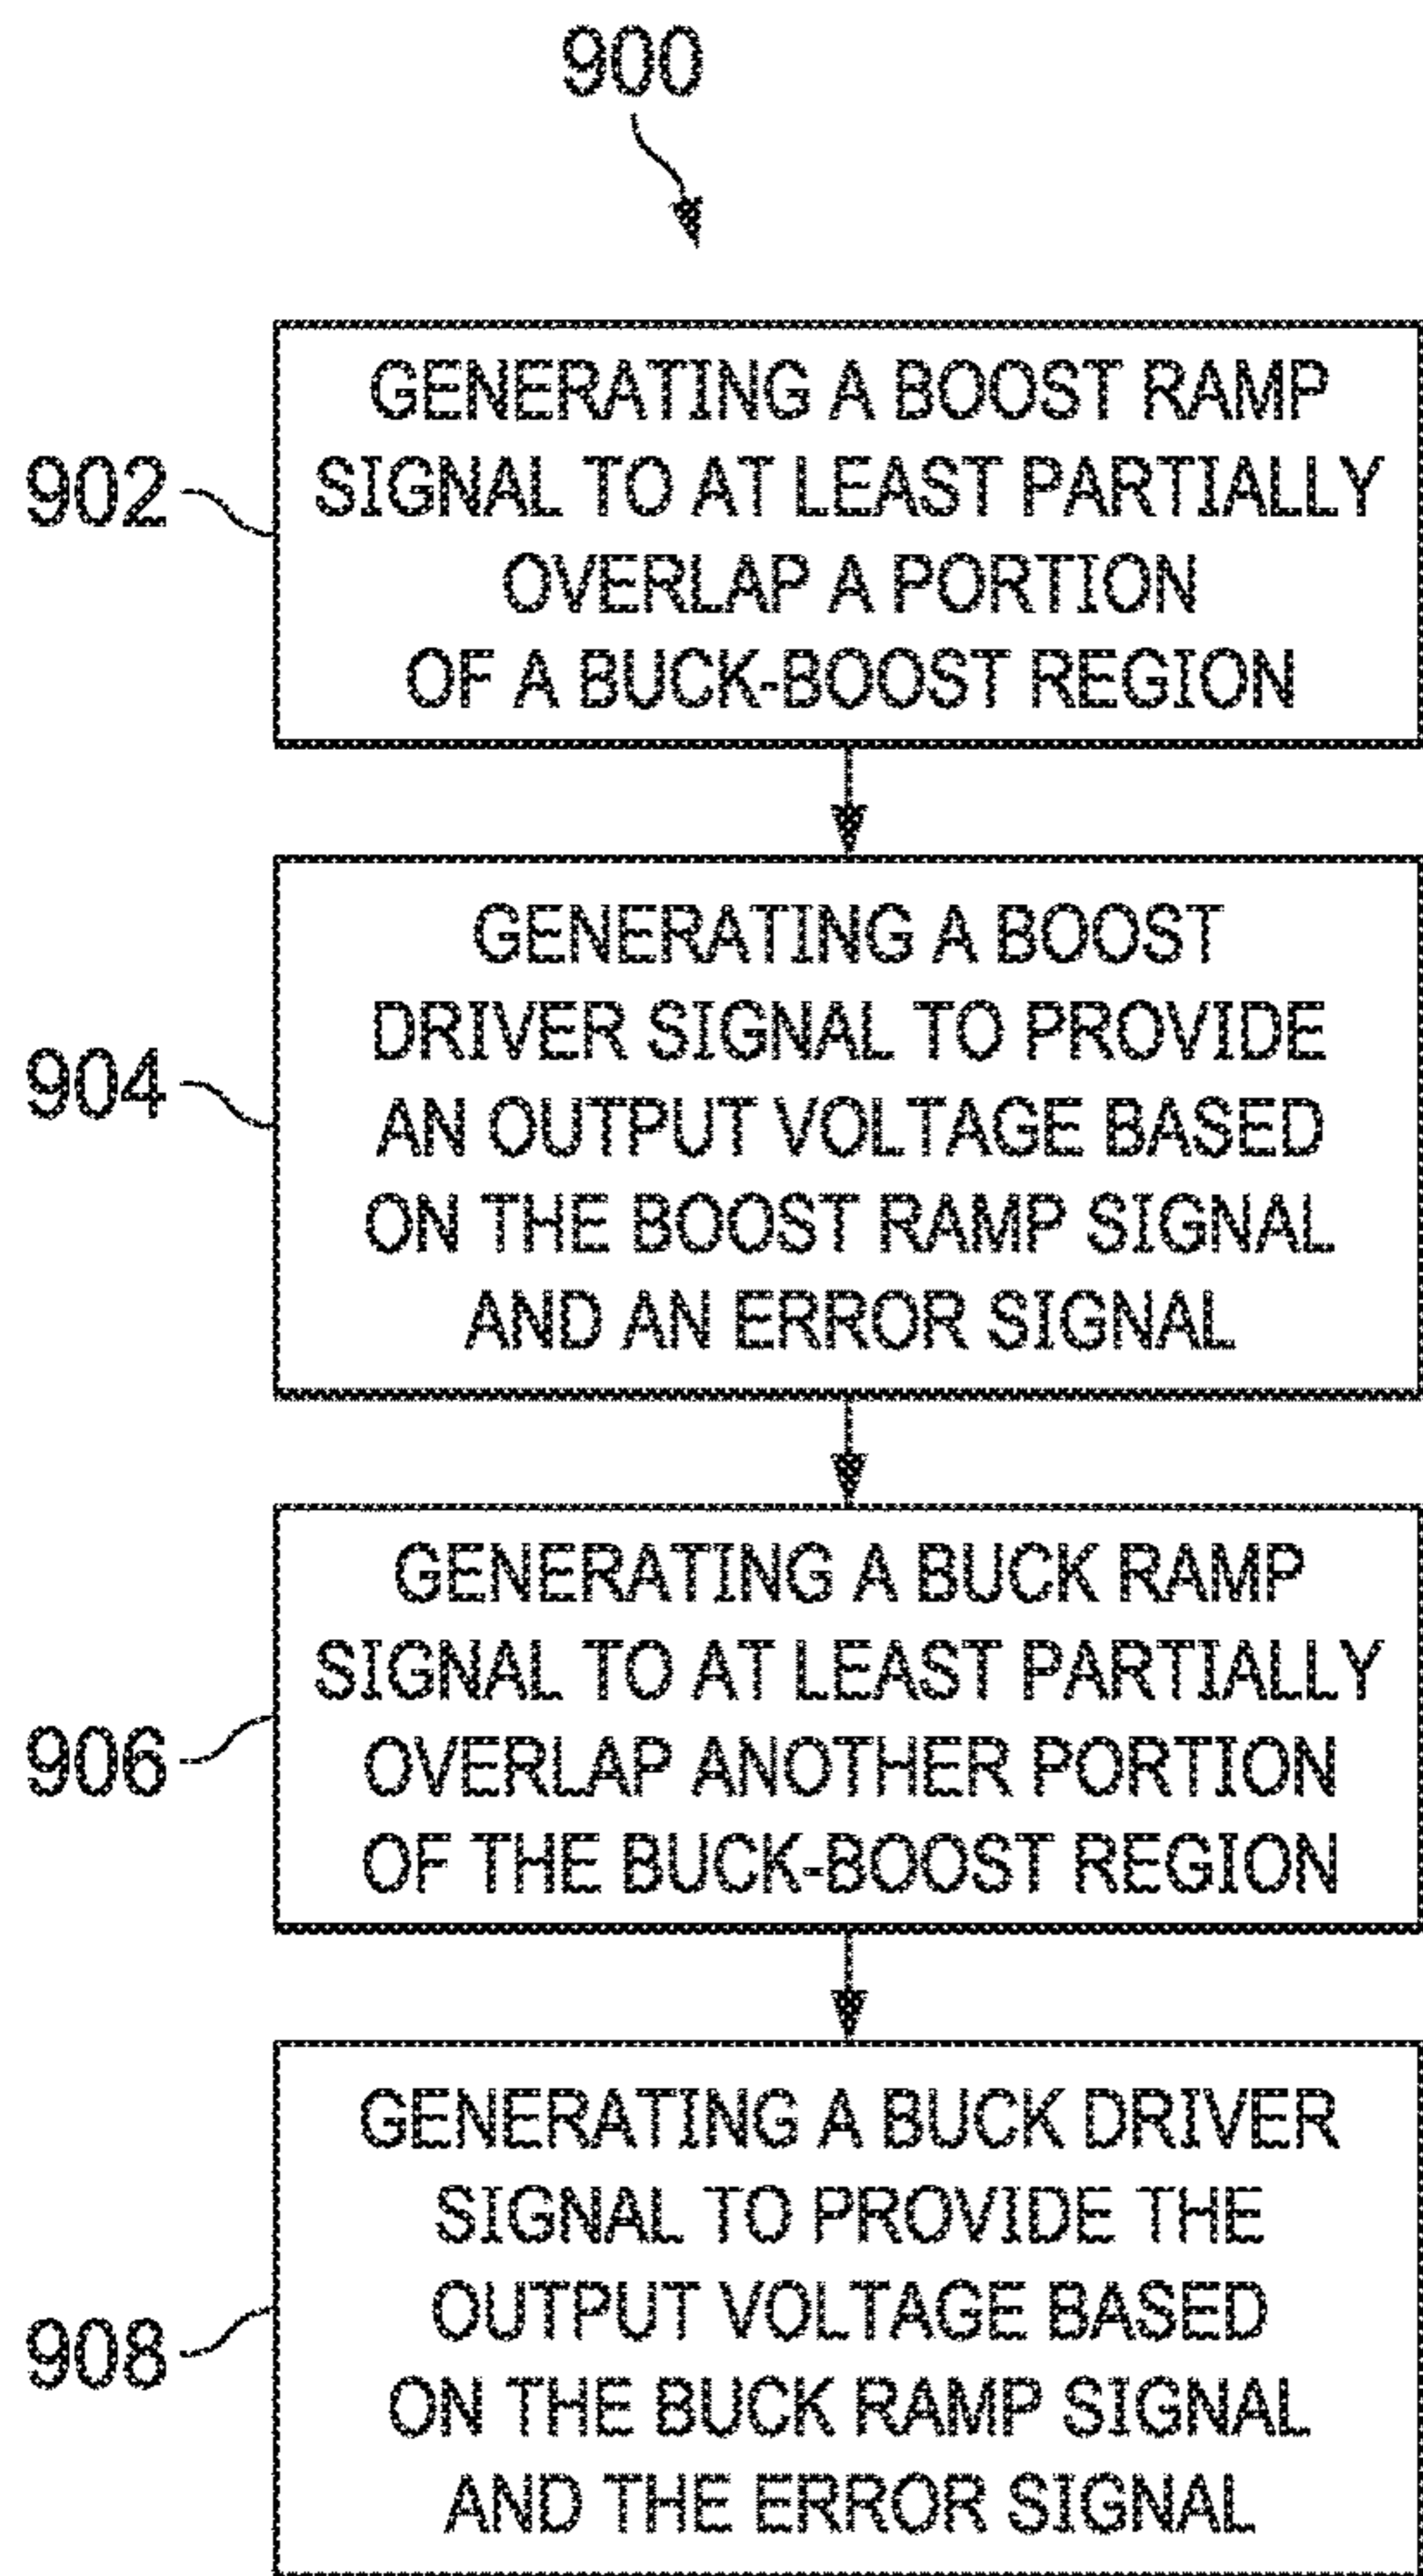 900
902
GENERATING A BOOST RAMP
SIGNAL TO AT LEAST PARTIALLY
OVERLAP A PORTION
OF A BUCK-BOOST REGION
904
GENERATING A BOOST
DRIVER SIGNAL TO PROVIDE
AN OUTPUT VOLTAGE BASED
ON THE BOOST RAMP SIGNAL
AND AN ERROR SIGNAL
906
GENERATING A BUCK RAMP
SIGNAL TO AT LEAST PARTIALLY
OVERLAP ANOTHER PORTION
OF THE BUCK-BOOST REGION
908
GENERATING A BUCK DRIVER
SIGNAL TO PROVIDE THE
OUTPUT VOLTAGE BASED
ON THE BUCK RAMP SIGNAL
AND THE ERROR SIGNAL